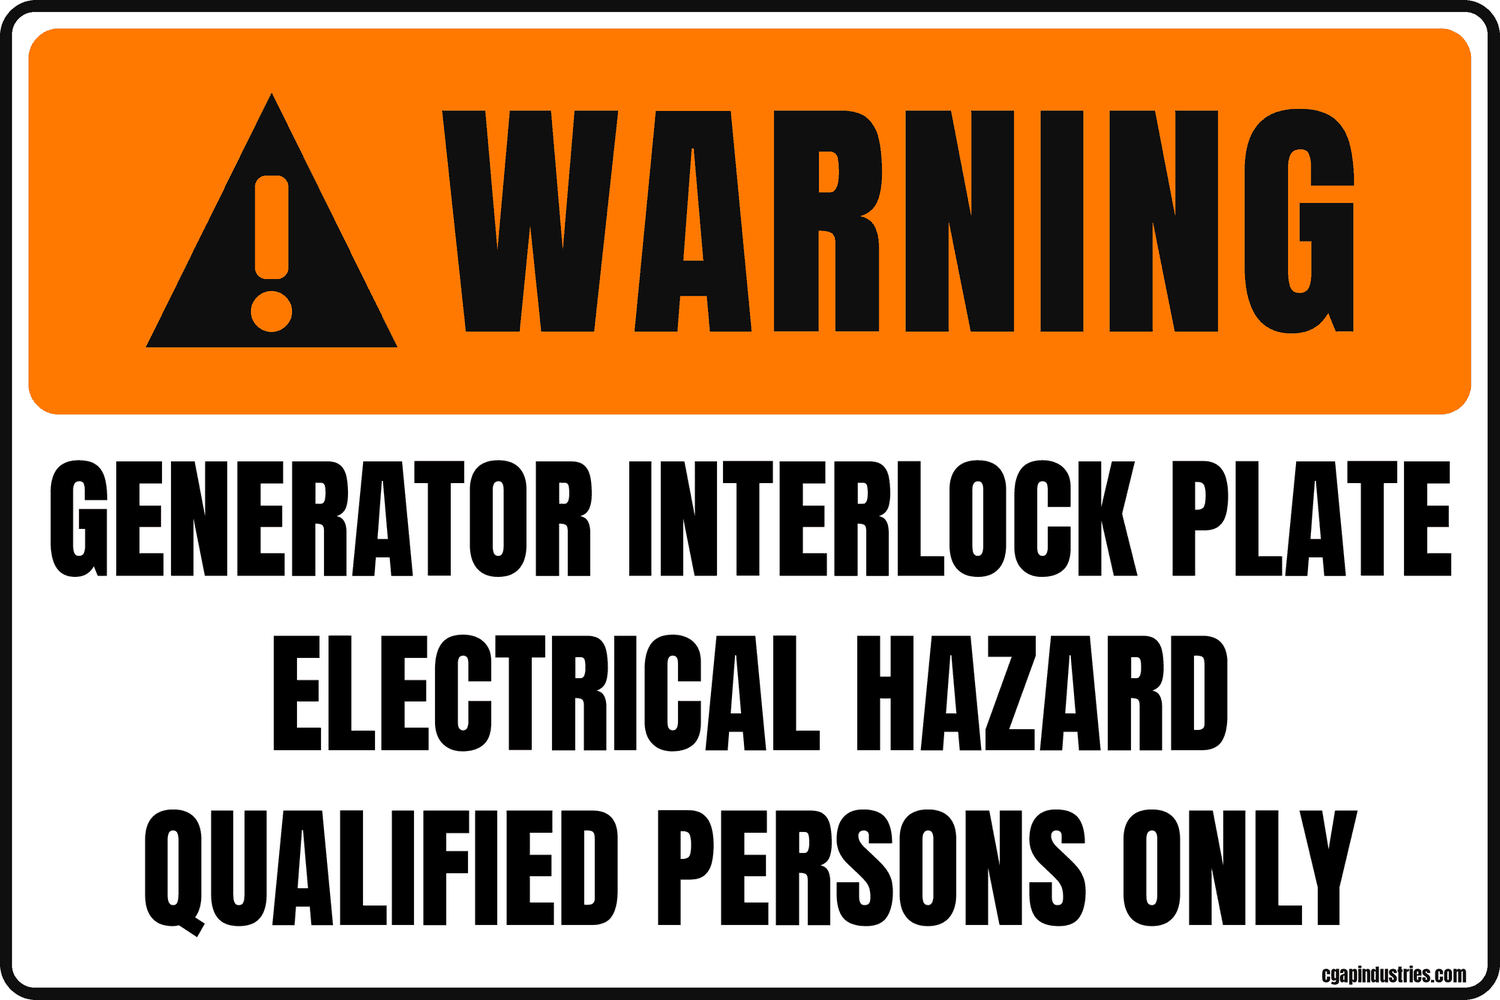 WARNING
GENERATOR INTERLOCK PLATE
ELECTRICAL HAZARD
QUALIFIED PERSONS ONLY
cgapindustries.com